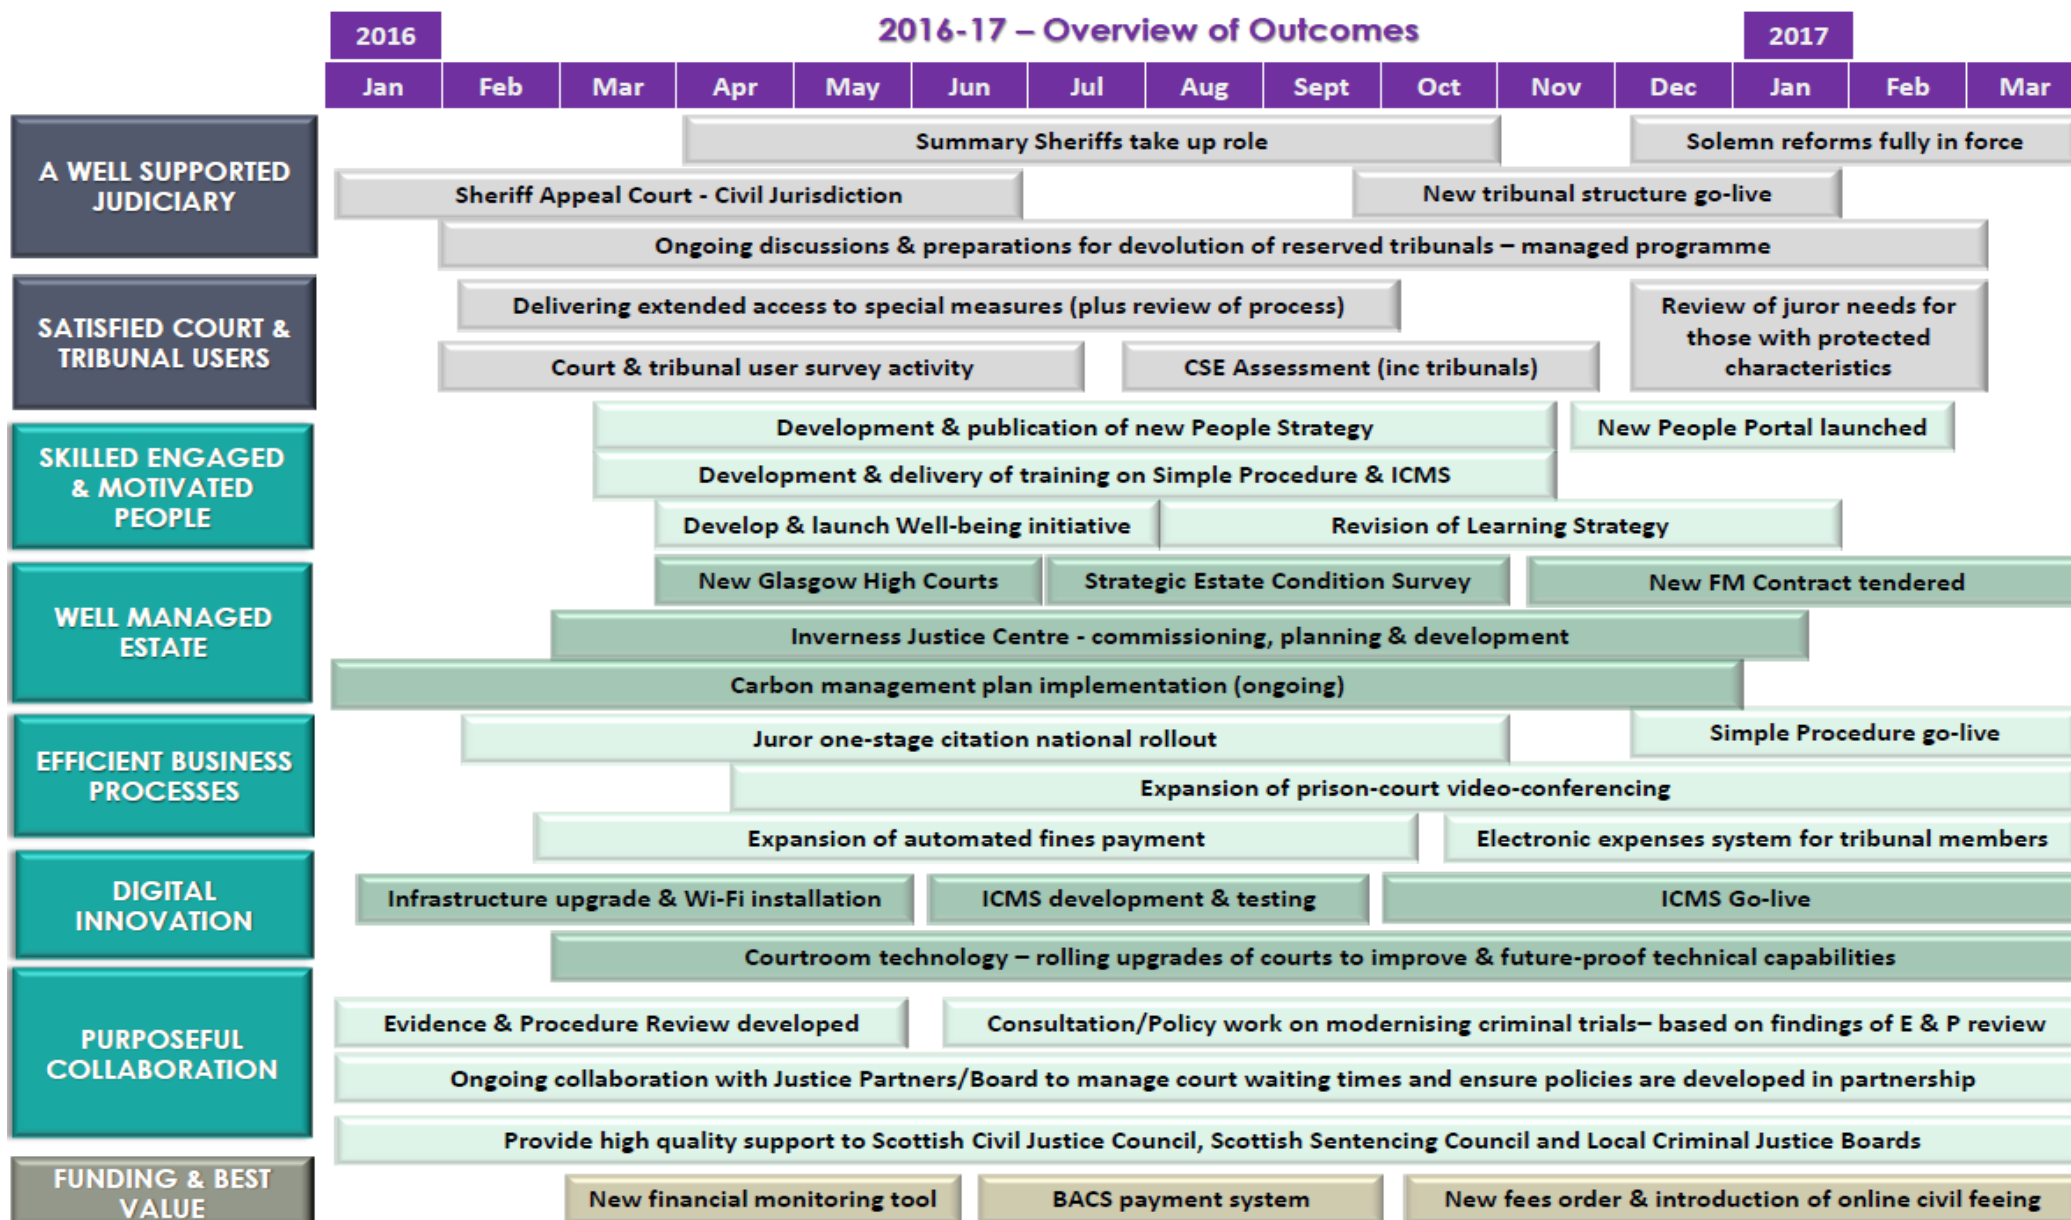 2016-17 – Overview of Outcomes
2016
2017
Jan Feb Mar Apr May Jun Jul Aug Sept Oct Nov Dec Jan Feb Mar
A WELL SUPPORTED
JUDICIARY
Summary Sheriffs take up role
Solemn reforms fully in force
Sheriff Appeal Court - Civil Jurisdiction
New tribunal structure go-live
Ongoing discussions & preparations for devolution of reserved tribunals – managed programme
SATISFIED COURT &
TRIBUNAL USERS
Delivering extended access to special measures (plus review of process)
Review of juror needs for
those with protected
characteristics
Court & tribunal user survey activity
CSE Assessment (inc tribunals)
SKILLED ENGAGED
& MOTIVATED
PEOPLE
Development & publication of new People Strategy
New People Portal launched
Development & delivery of training on Simple Procedure & ICMS
Develop & launch Well-being initiative
Revision of Learning Strategy
WELL MANAGED
ESTATE
New Glasgow High Courts
Strategic Estate Condition Survey
New FM Contract tendered
Inverness Justice Centre - commissioning, planning & development
Carbon management plan implementation (ongoing)
EFFICIENT BUSINESS
PROCESSES
Juror one-stage citation national rollout
Simple Procedure go-live
Expansion of prison-court video-conferencing
Expansion of automated fines payment
Electronic expenses system for tribunal members
DIGITAL
INNOVATION
Infrastructure upgrade & Wi-Fi installation
ICMS development & testing
ICMS Go-live
Courtroom technology – rolling upgrades of courts to improve & future-proof technical capabilities
PURPOSEFUL
COLLABORATION
Evidence & Procedure Review developed
Consultation/Policy work on modernising criminal trials– based on findings of E & P review
Ongoing collaboration with Justice Partners/Board to manage court waiting times and ensure policies are developed in partnership
Provide high quality support to Scottish Civil Justice Council, Scottish Sentencing Council and Local Criminal Justice Boards
FUNDING & BEST
VALUE
New financial monitoring tool
BACS payment system
New fees order & introduction of online civil feeing